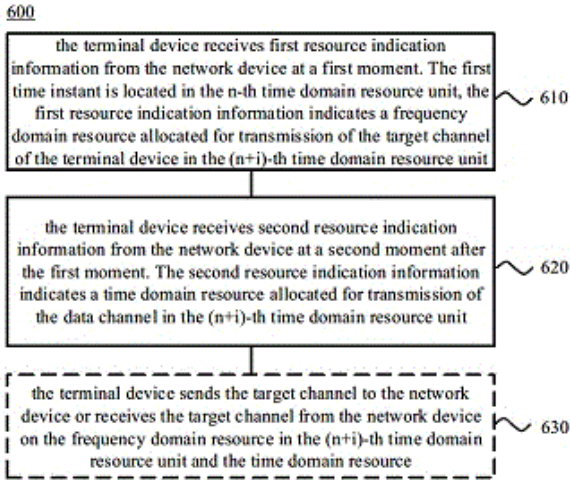 600
the terminal device receives first resource indication
information from the network device at a first moment. The first
time instant is located in the n-th time domain resource unit, the
first resource indication information indicates a frequency
domain resource allocated for transmission of the target channel
of the terminal device in the (n+i)-th time domain resource unit
610
the terminal device receives second resource indication
information from the network device at a second moment after
the first moment. The second resource indication information
indicates a time domain resource allocated for transmission of
the data channel in the (n+i)-th time domain resource unit
620
the terminal device sends the target channel to the network
device or receives the target channel from the network device
on the frequency domain resource in the (n+i)-th time domain
resource unit and the time domain resource
630